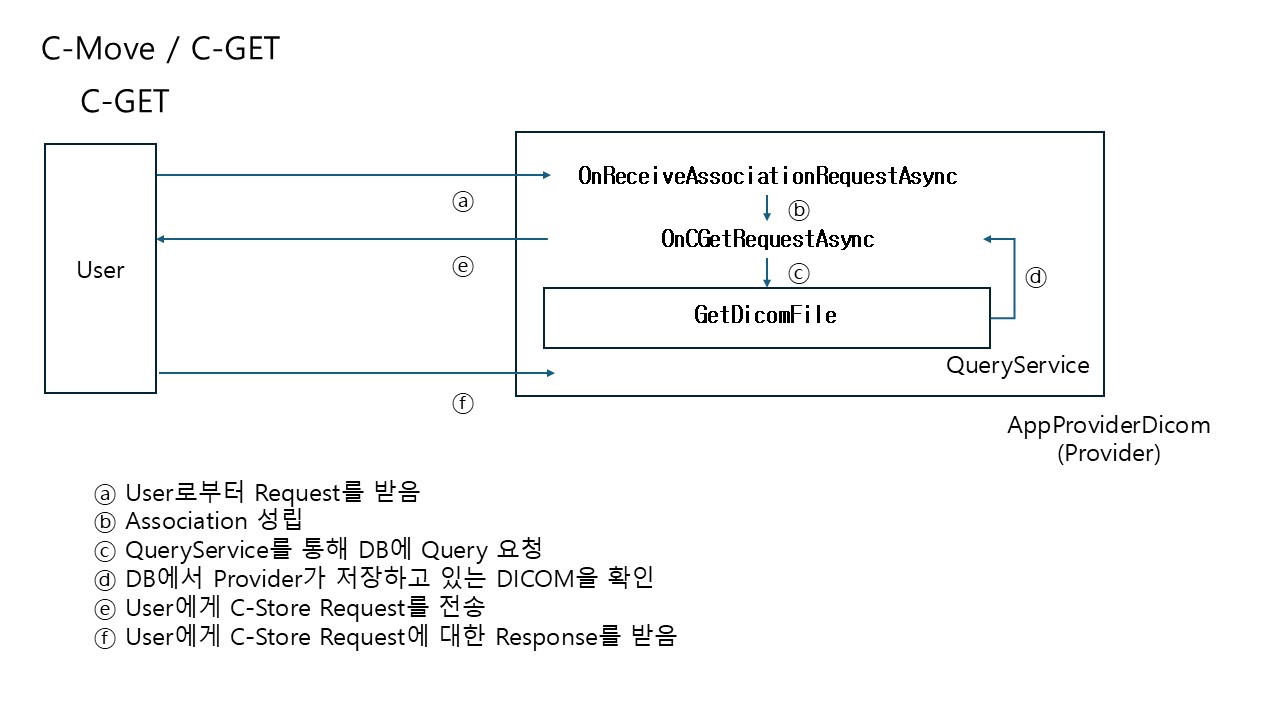 C-Move / C-GET
C-GET
OnReceiveAssociationRequestAsync
ⓐ
ⓑ
OnCGetRequestAsync
User
ⓔ
ⓒ
ⓓ
GetDicomFile
QueryService
ⓕ
AppProviderDicom
(Provider)
ⓐ User로부터 Request를 받음
ⓑ Association 성립
ⓒ QueryService를 통해 DB에 Query 요청
ⓓ DB에서 Provider가 저장하고 있는 DICOM을 확인
ⓔ User에게 C-Store Request를 전송
ⓕ User에게 C-Store Request에 대한 Response를 받음